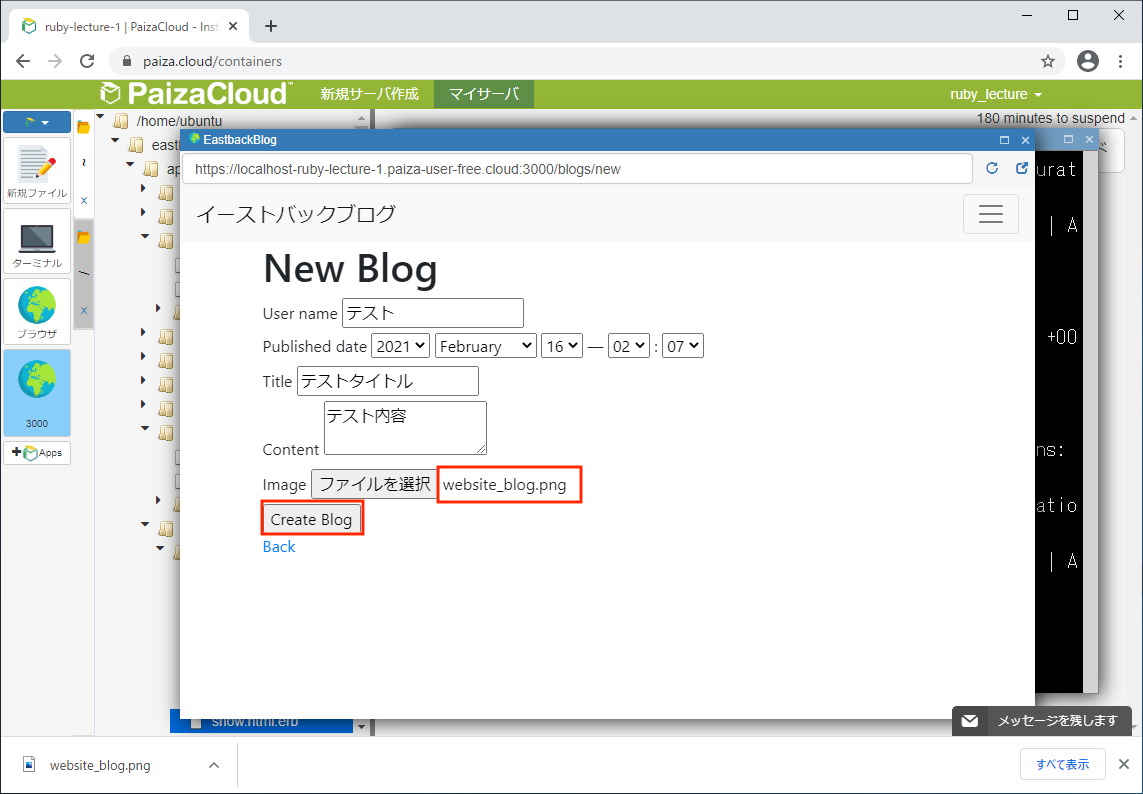 ruby-lecture-1 | PaizaCloud - Inst
paiza.cloud/containers
PaizaCloud 新規サーバ作成 マイサーバ ruby_lecture
180 minutes to suspend
/home/ubuntu
新規ファイル
ターミナル
ブラウザ
3000
Apps
EastbackBlog
https://localhost-ruby-lecture-1.paiza-user-free.cloud:3000/blogs/new
イーストバックブログ
New Blog
User name テスト
Published date 2021 February 16 — 02 : 07
Title テストタイトル
Content テスト内容
Image ファイルを選択 website_blog.png
Create Blog
Back
urat
| A
+00
ns:
atio
| A
show.html.erb
メッセージを残します
website_blog.png
すべて表示